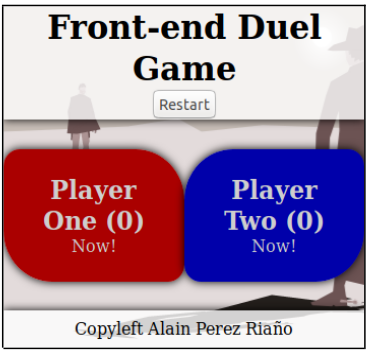 Front-end Duel
Game
Restart
Player
One (0)
Now!
Player
Two (0)
Now!
Copyleft Alain Perez Riaño